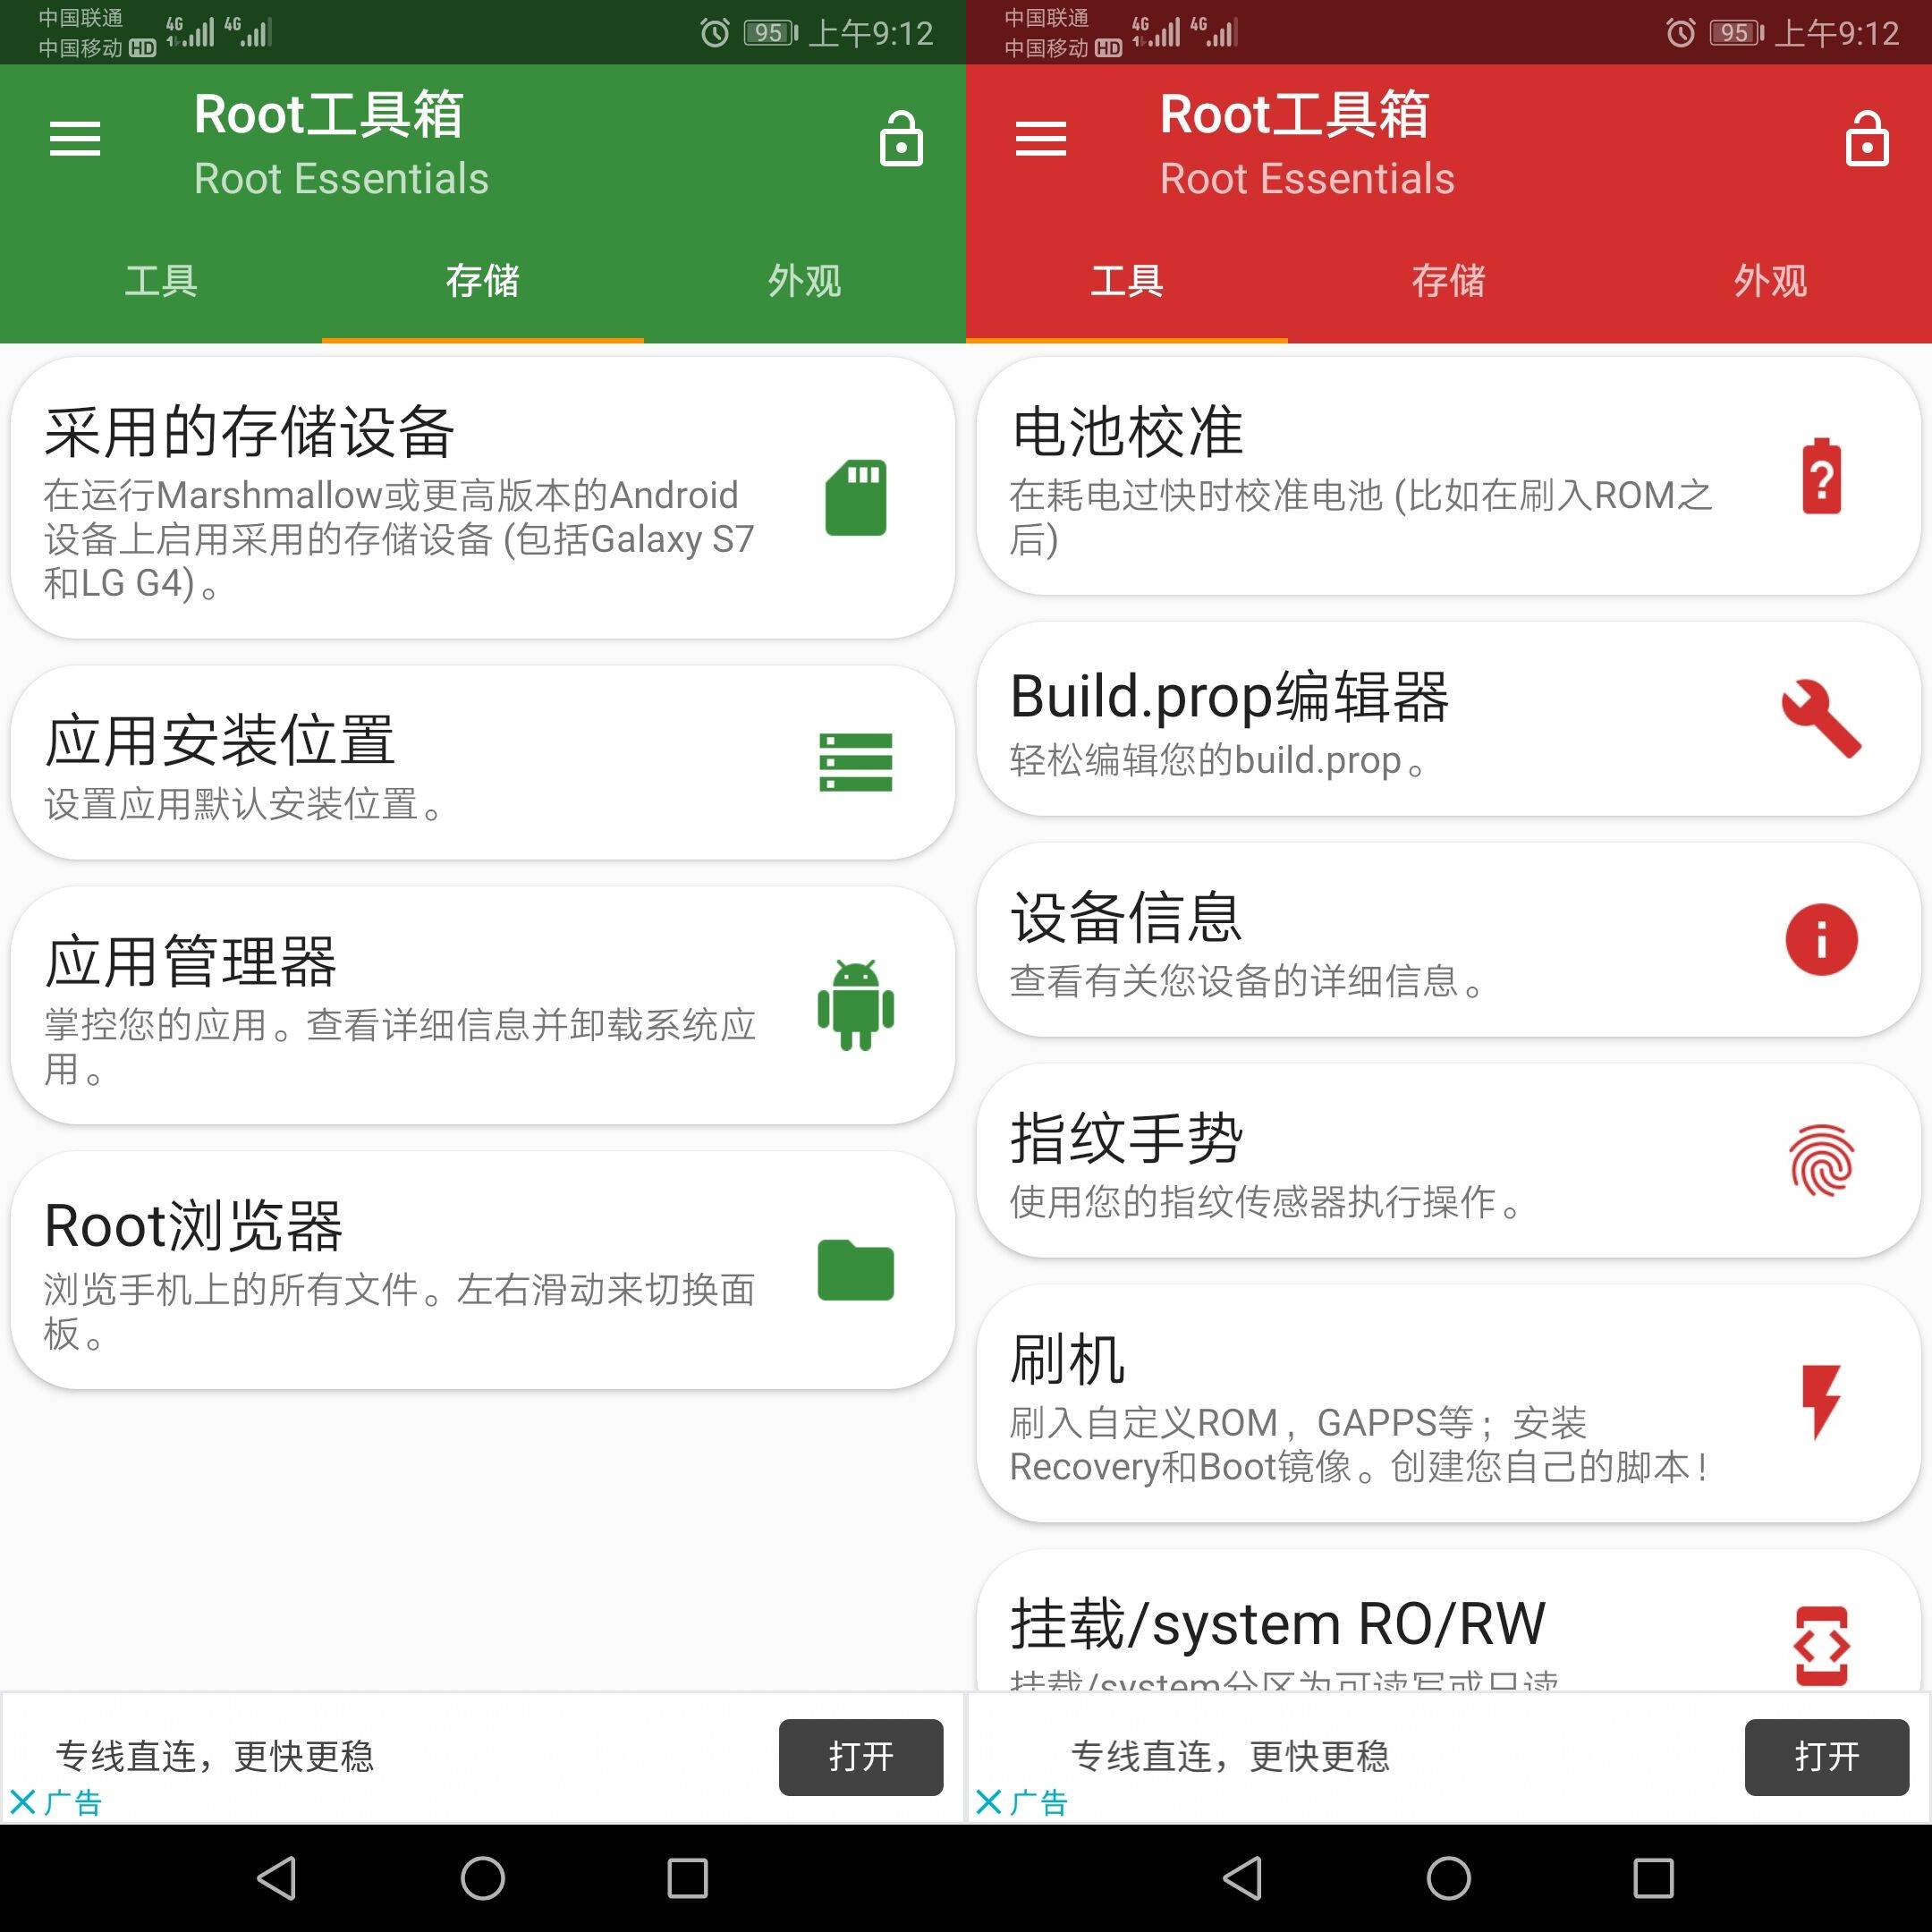 中国联通
中国移动 HD 4G 4G 95 上午9:12
Root工具箱
Root Essentials
工具 存储 外观
采用的存储设备
在运行Marshmallow或更高版本的Android
设备上启用采用的存储设备 (包括Galaxy S7
和LG G4)。
应用安装位置
设置应用默认安装位置。
应用管理器
掌控您的应用。查看详细信息并卸载系统应
用。
Root浏览器
浏览手机上的所有文件。左右滑动来切换面
板。
专线直连，更快更稳
打开
广告
中国联通
中国移动 HD 4G 4G 95 上午9:12
Root工具箱
Root Essentials
工具 存储 外观
电池校准
在耗电过快时校准电池 (比如在刷入ROM之
后)
Build.prop编辑器
轻松编辑您的build.prop。
设备信息
查看有关您设备的详细信息。
指纹手势
使用您的指纹传感器执行操作。
刷机
刷入自定义ROM，GAPPS等；安装
Recovery和Boot镜像。创建您自己的脚本！
挂载/system RO/RW
挂载/system分区为可读写或只读
专线直连，更快更稳
打开
广告